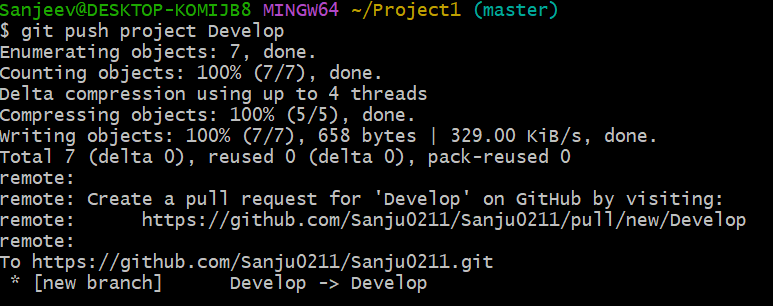 Sanjeev@DESKTOP-KOMIJB8 MINGW64 ~/Project1 (master)
$ git push project Develop
Enumerating objects: 7, done.
Counting objects: 100% (7/7), done.
Delta compression using up to 4 threads
Compressing objects: 100% (5/5), done.
Writing objects: 100% (7/7), 658 bytes | 329.00 KiB/s, done.
Total 7 (delta 0), reused 0 (delta 0), pack-reused 0
remote:
remote: Create a pull request for 'Develop' on GitHub by visiting:
remote:      https://github.com/Sanju0211/Sanju0211/pull/new/Develop
remote:
To https://github.com/Sanju0211/Sanju0211.git
 * [new branch]      Develop -> Develop